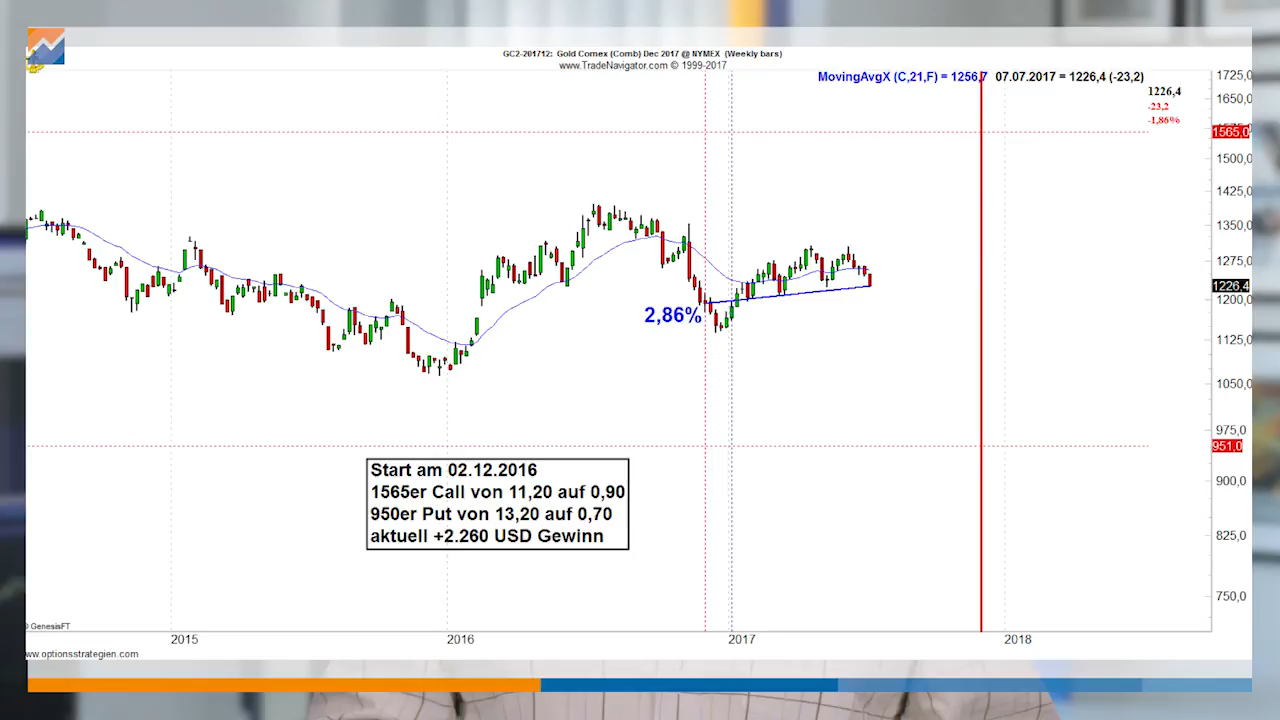 GC2-201712: Gold Comex (Comb) Dec 2017 @ NYMEX (Weekly bars)
www.TradeNavigator.com © 1999-2017
MovingAvgX (C,21,F) = 1256,7 07.07.2017 = 1226,4 (-23,2)
1226,4
-23,2
-1,86%
1725,0
1650,0
1565,0
1500,0
1425,0
1350,0
1275,0
1226,4
1200,0
1125,0
1050,0
975,0
951,0
900,0
825,0
750,0
2,86%
Start am 02.12.2016
1565er Call von 11,20 auf 0,90
950er Put von 13,20 auf 0,70
aktuell +2.260 USD Gewinn
© GenesisFT
2015
2016
2017
2018
ww.optionsstrategien.com